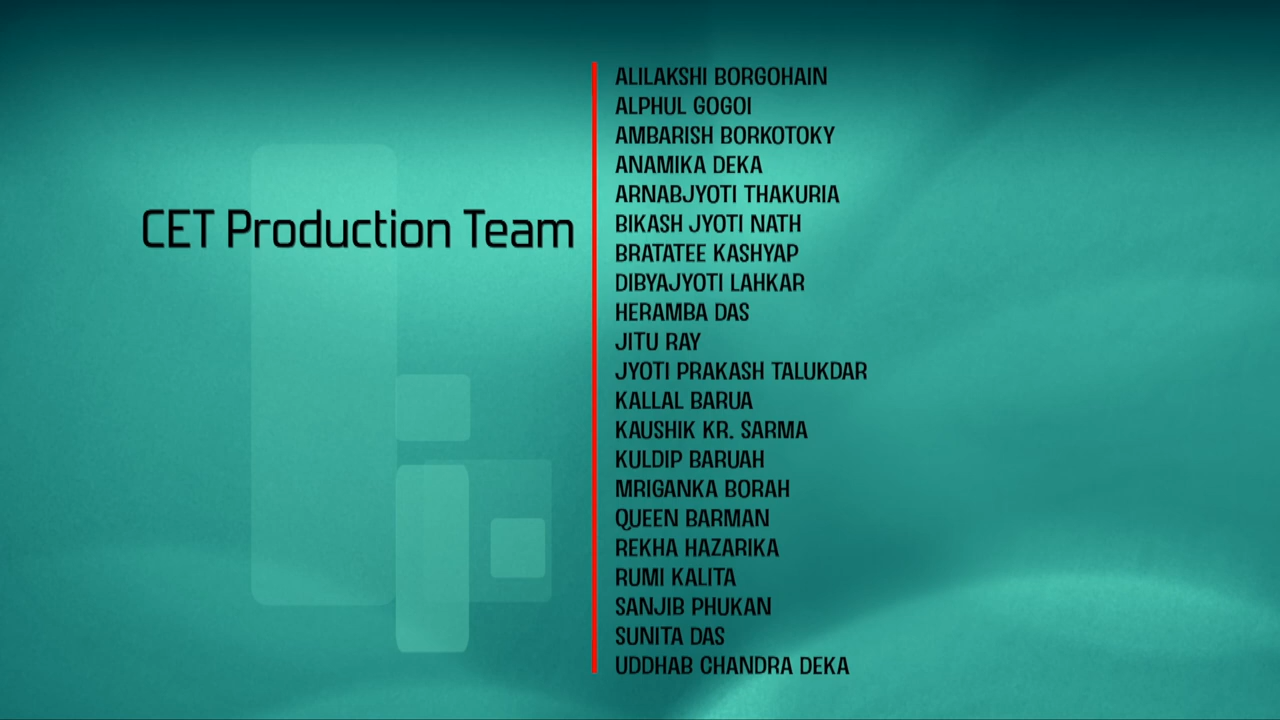 CET Production Team
ALILAKSHI BORGOHAIN
ALPHUL GOGOI
AMBARISH BORKOTOKY
ANAMIKA DEKA
ARNABJYOTI THAKURIA
BIKASH JYOTI NATH
BRATATEE KASHYAP
DIBYAJYOTI LAHKAR
HERAMBA DAS
JITU RAY
JYOTI PRAKASH TALUKDAR
KALLAL BARUA
KAUSHIK KR. SARMA
KULDIP BARUAH
MRIGANKA BORAH
QUEEN BARMAN
REKHA HAZARIKA
RUMI KALITA
SANJIB PHUKAN
SUNITA DAS
UDDHAB CHANDRA DEKA